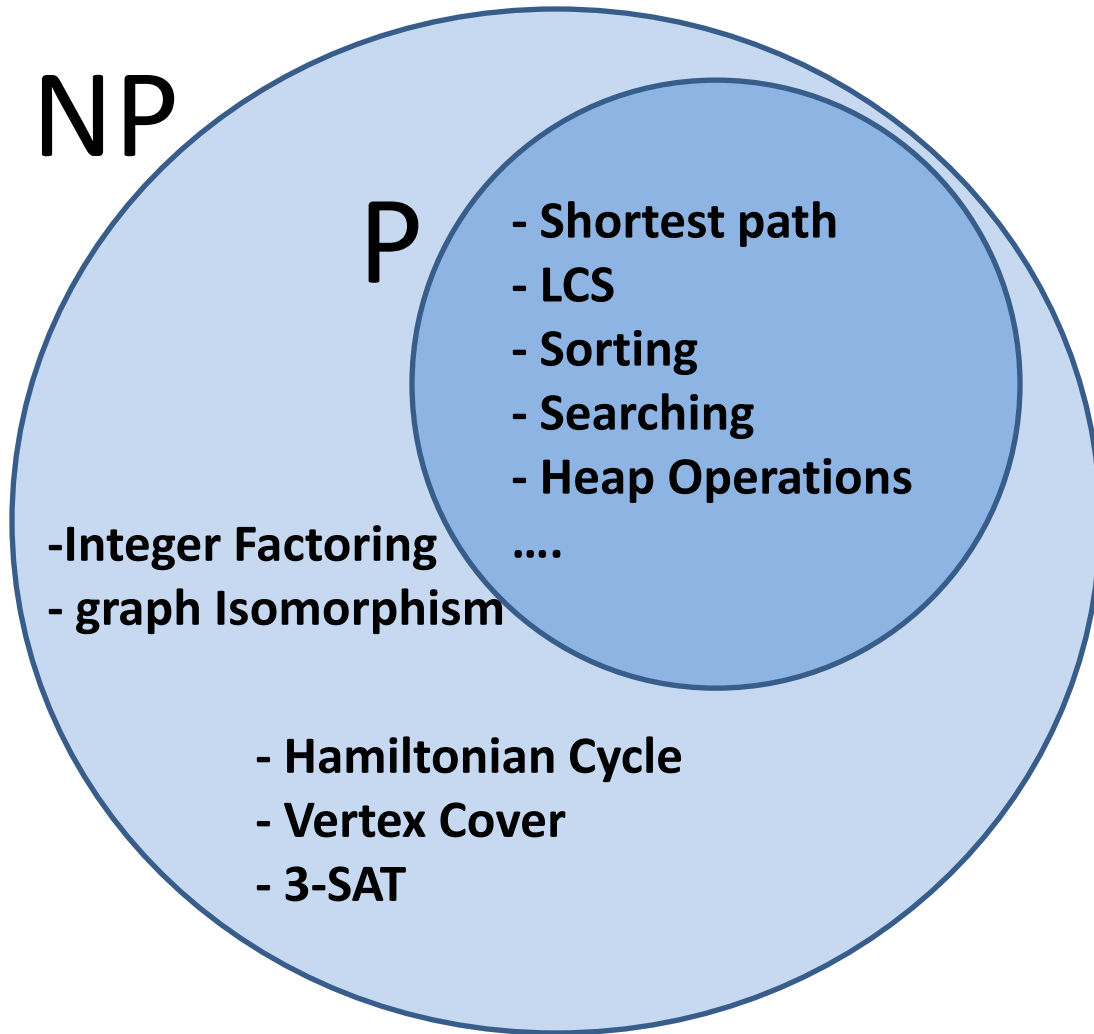 NP
P
- Shortest path
- LCS
- Sorting
- Searching
- Heap Operations
....
-Integer Factoring
- graph Isomorphism
- Hamiltonian Cycle
- Vertex Cover
- 3-SAT